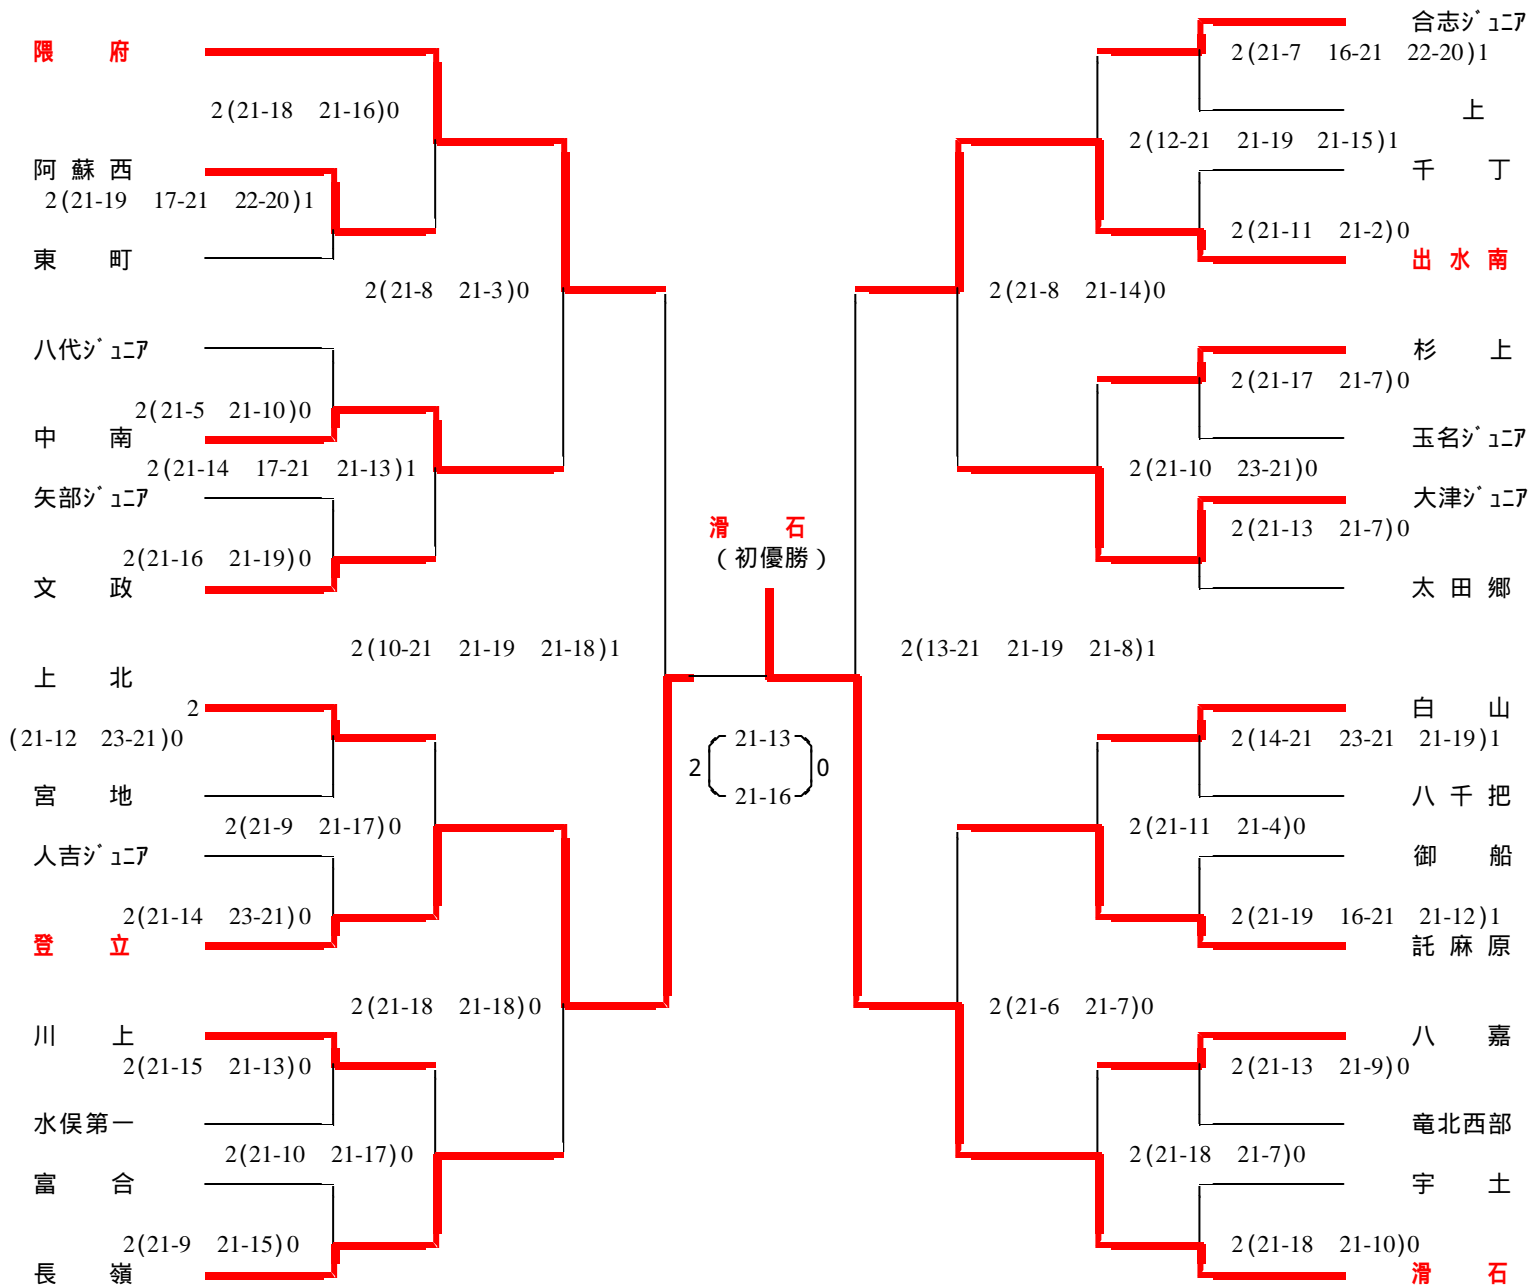 隈 府
2(21-18 21-16)0
阿 蘇 西
2(21-19 17-21 22-20)1
東 町
2(21-8 21-3)0
八代ｼﾞｭﾆｱ
2(21-5 21-10)0
中 南
2(21-14 17-21 21-13)1
矢部ｼﾞｭﾆｱ
2(21-16 21-19)0
文 政
2(10-21 21-19 21-18)1
上 北
2
(21-12 23-21)0
宮 地
2(21-9 21-17)0
人吉ｼﾞｭﾆｱ
2(21-14 23-21)0
登 立
2(21-18 21-18)0
川 上
2(21-15 21-13)0
水俣第一
2(21-10 21-17)0
富 合
2(21-9 21-15)0
長 嶺
滑 石
(初優勝)
21-13
2 0
21-16
合志ｼﾞｭﾆｱ
2(21-7 16-21 22-20)1
上
2(12-21 21-19 21-15)1
千 丁
2(21-11 21-2)0
出 水 南
2(21-8 21-14)0
杉 上
2(21-17 21-7)0
玉名ｼﾞｭﾆｱ
2(21-10 23-21)0
大津ｼﾞｭﾆｱ
2(21-13 21-7)0
太 田 郷
2(13-21 21-19 21-8)1
白 山
2(14-21 23-21 21-19)1
八 千 把
2(21-11 21-4)0
御 船
2(21-19 16-21 21-12)1
託 麻 原
2(21-6 21-7)0
八 嘉
2(21-13 21-9)0
竜北西部
2(21-18 21-7)0
宇 土
2(21-18 21-10)0
滑 石